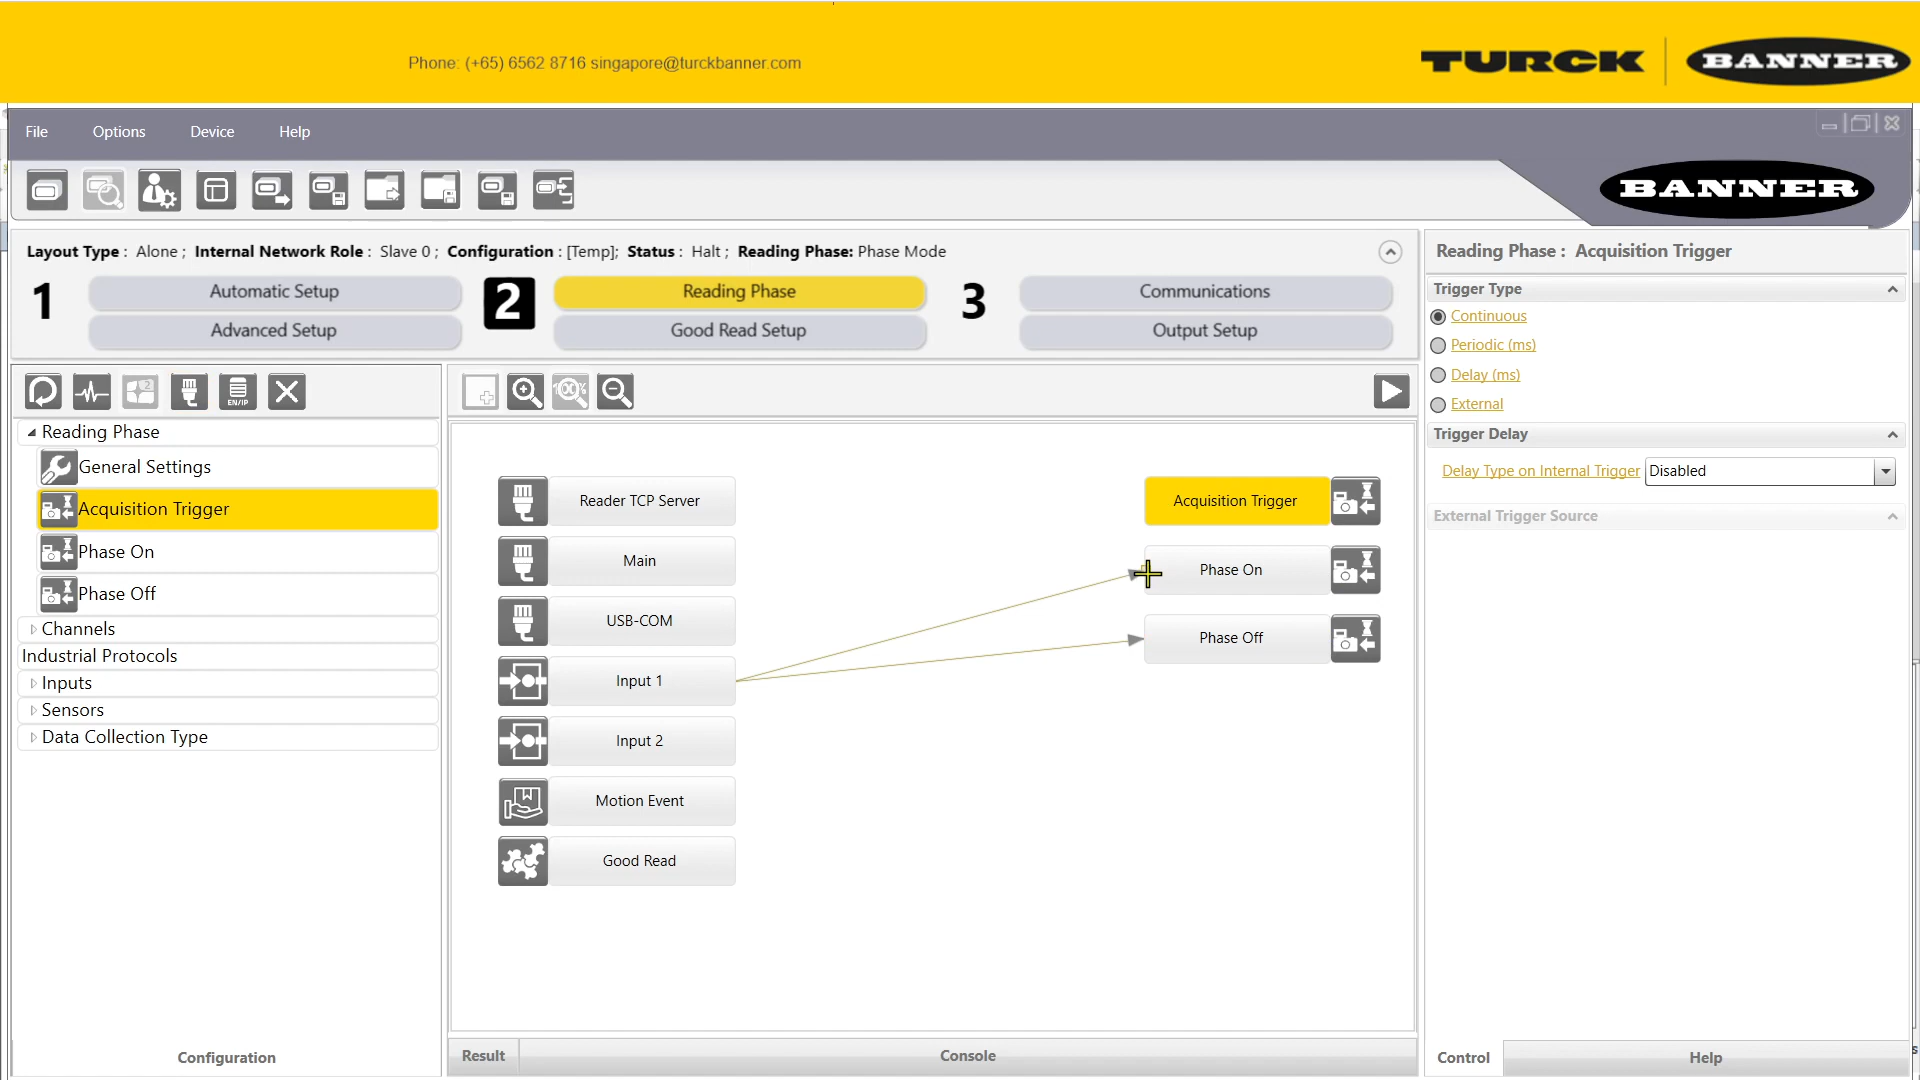 Phone: (+65) 6562 8716 singapore@turckbanner.com
TURCK
BANNER
File
Options
Device
Help
BANNER
Layout Type : Alone ; Internal Network Role : Slave 0 ; Configuration : [Temp]; Status : Halt ; Reading Phase: Phase Mode
1
Automatic Setup
Advanced Setup
2
Reading Phase
Good Read Setup
3
Communications
Output Setup
2
EN/IP
Reading Phase
General Settings
Acquisition Trigger
Phase On
Phase Off
Channels
Industrial Protocols
Inputs
Sensors
Data Collection Type
Configuration
100%
Reader TCP Server
Main
USB-COM
Input 1
Input 2
Motion Event
Good Read
Acquisition Trigger
Phase On
Phase Off
Result
Console
Reading Phase : Acquisition Trigger
Trigger Type
Continuous
Periodic (ms)
Delay (ms)
External
Trigger Delay
Delay Type on Internal Trigger
Disabled
External Trigger Source
Control
Help